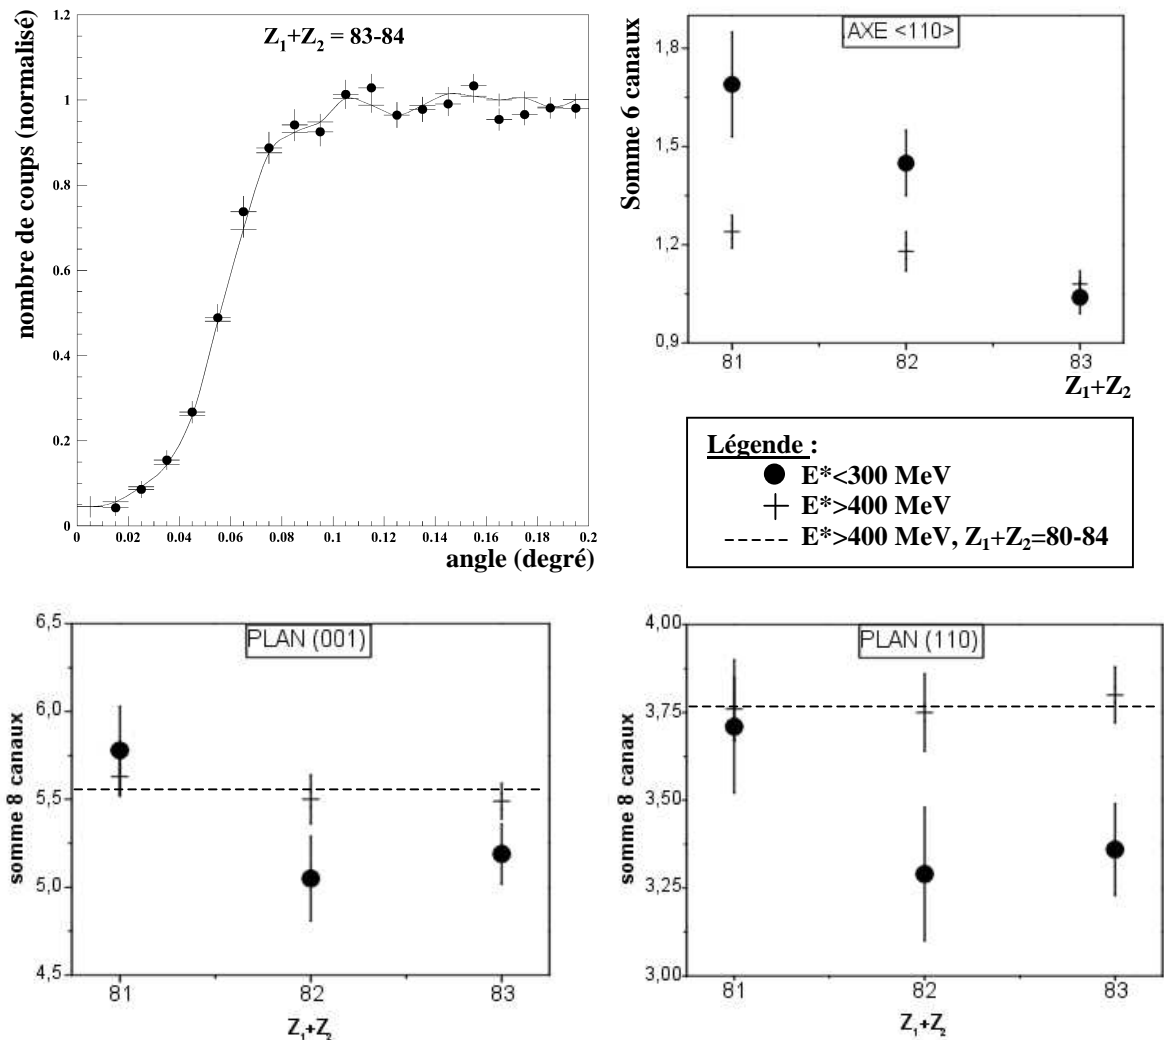 Z₁+Z₂ = 83-84
nombre de coups (normalisé)
1.2
1
0.8
0.6
0.4
0.2
0
0 0.02 0.04 0.06 0.08 0.1 0.12 0.14 0.16 0.18 0.2
angle (degré)
AXE <110>
Somme 6 canaux
1,8
1,5
1,2
0,9
81 82 83
Z₁+Z₂
Légende :
E*<300 MeV
E*>400 MeV
E*>400 MeV, Z₁+Z₂=80-84
PLAN (001)
somme 8 canaux
6,5
6,0
5,5
5,0
4,5
81 82 83
Z₁+Z₂
PLAN (110)
somme 8 canaux
4,00
3,75
3,50
3,25
3,00
81 82 83
Z₁+Z₂